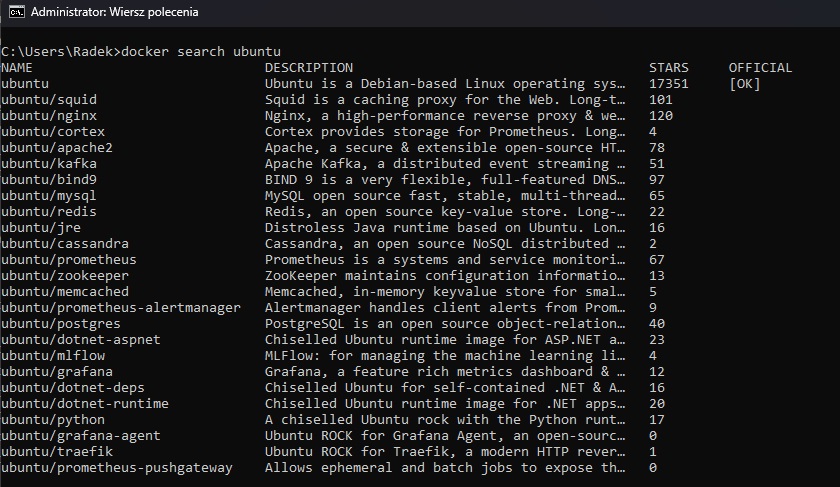 Administrator: Wiersz polecenia
C:\Users\Radek>docker search ubuntu
NAME DESCRIPTION STARS OFFICIAL
ubuntu Ubuntu is a Debian-based Linux operating sys… 17351 [OK]
ubuntu/squid Squid is a caching proxy for the Web. Long-t… 101
ubuntu/nginx Nginx, a high-performance reverse proxy & we… 120
ubuntu/cortex Cortex provides storage for Prometheus. Long… 4
ubuntu/apache2 Apache, a secure & extensible open-source HT… 78
ubuntu/kafka Apache Kafka, a distributed event streaming … 51
ubuntu/bind9 BIND 9 is a very flexible, full-featured DNS… 97
ubuntu/mysql MySQL open source fast, stable, multi-thread… 65
ubuntu/redis Redis, an open source key-value store. Long-… 22
ubuntu/jre Distroless Java runtime based on Ubuntu. Lon… 16
ubuntu/cassandra Cassandra, an open source NoSQL distributed … 2
ubuntu/prometheus Prometheus is a systems and service monitori… 67
ubuntu/zookeeper ZooKeeper maintains configuration informatio… 13
ubuntu/memcached Memcached, in-memory keyvalue store for smal… 5
ubuntu/prometheus-alertmanager Alertmanager handles client alerts from Prom… 9
ubuntu/postgres PostgreSQL is an open source object-relation… 40
ubuntu/dotnet-aspnet Chiselled Ubuntu runtime image for ASP.NET a… 23
ubuntu/mlflow MLFlow: for managing the machine learning li… 4
ubuntu/grafana Grafana, a feature rich metrics dashboard & … 12
ubuntu/dotnet-deps Chiselled Ubuntu for self-contained .NET & A… 16
ubuntu/dotnet-runtime Chiselled Ubuntu runtime image for .NET apps… 20
ubuntu/python A chiselled Ubuntu rock with the Python runt… 17
ubuntu/grafana-agent Ubuntu ROCK for Grafana Agent, an open-sourc… 0
ubuntu/traefik Ubuntu ROCK for Traefik, a modern HTTP rever… 1
ubuntu/prometheus-pushgateway Allows ephemeral and batch jobs to expose th… 0